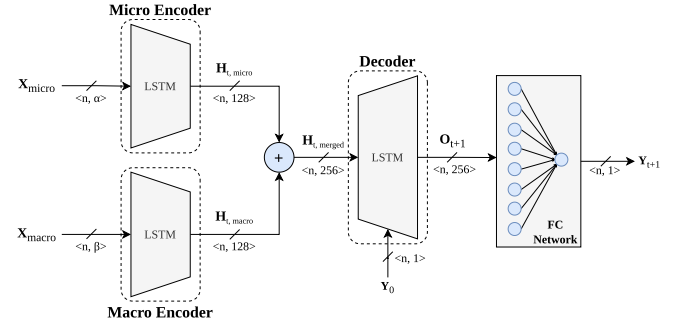 Micro Encoder
X_micro
<n, α>
LSTM
H_t, micro
<n, 128>
Macro Encoder
X_macro
<n, β>
LSTM
H_t, macro
<n, 128>
+
H_t, merged
<n, 256>
Decoder
LSTM
<n, 1>
Y_0
O_t+1
<n, 256>
FC
Network
<n, 1>
Y_t+1